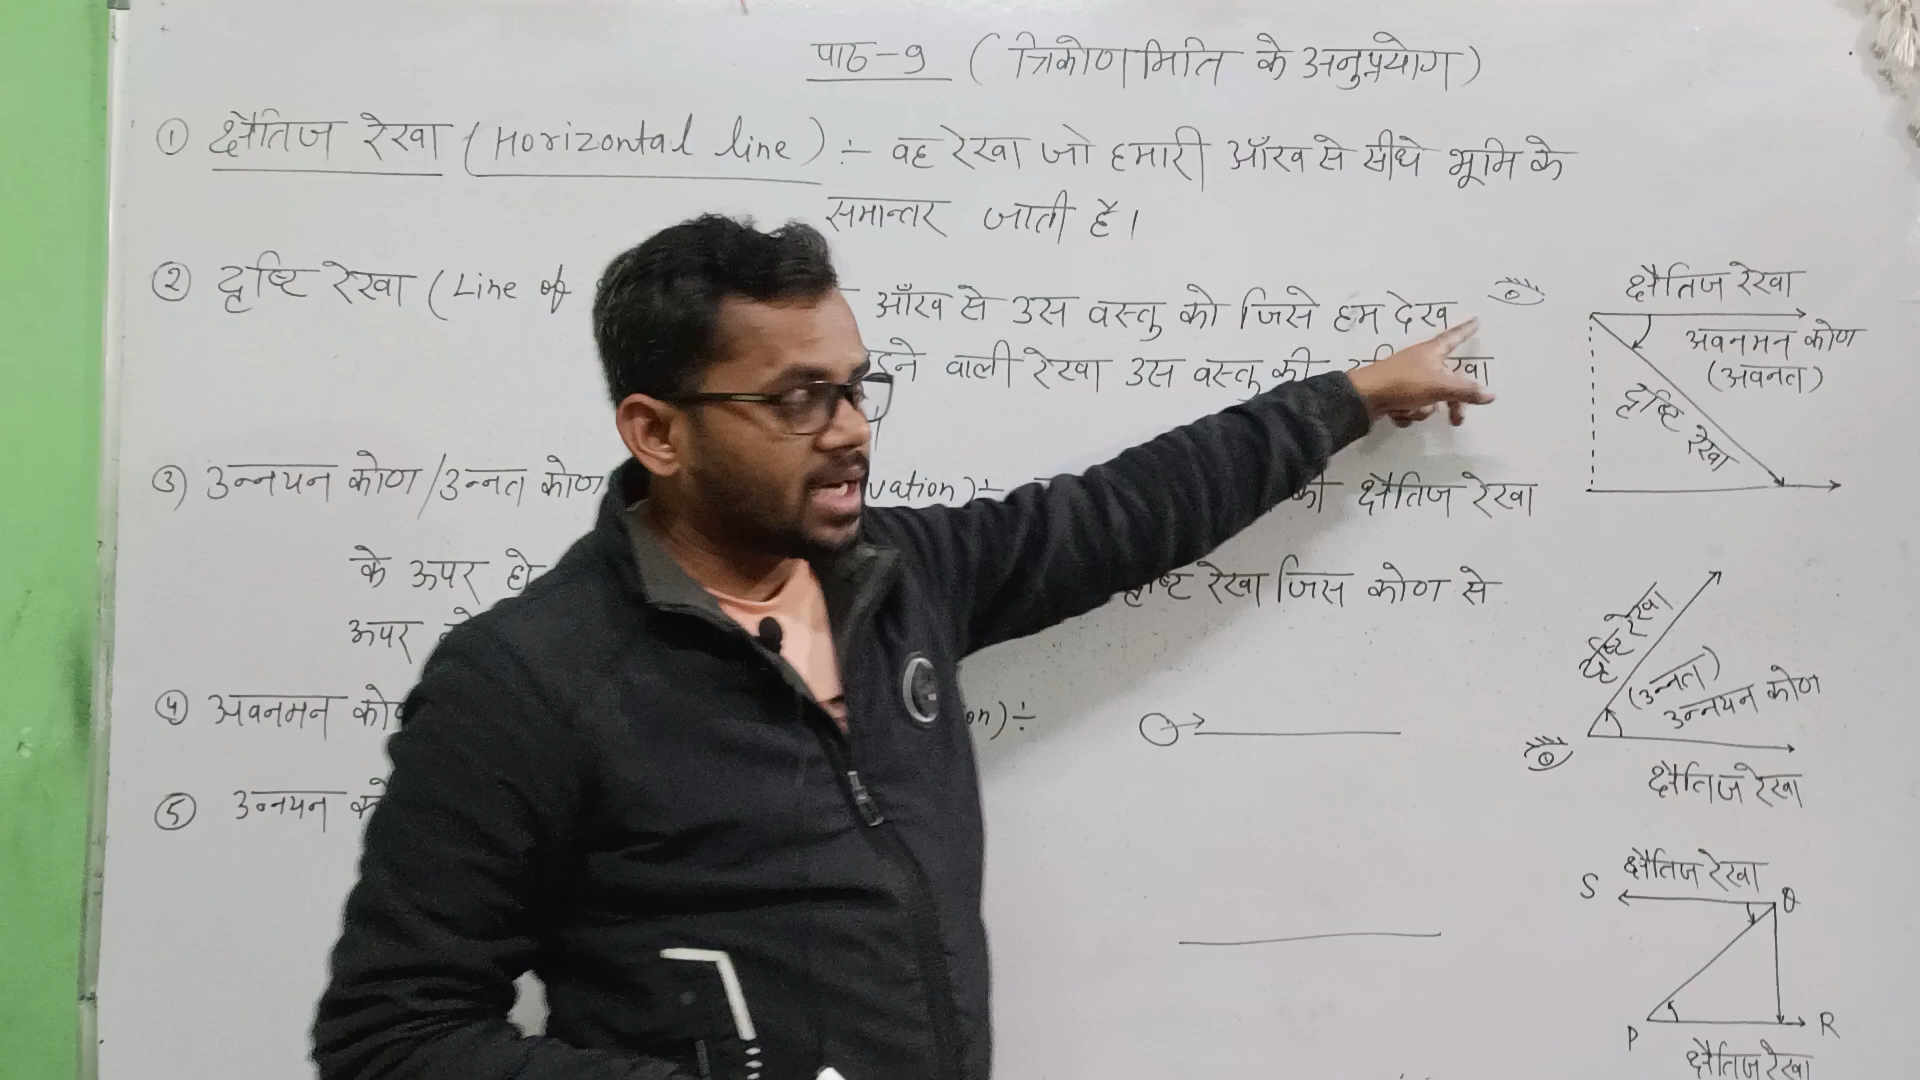 पाठ-9 (त्रिकोणमिति के अनुप्रयोग)
① क्षैतिज रेखा (Horizontal line) ÷ वह रेखा जो हमारी आँख से सीधे भूमि के
समान्तर जाती है।
② दृष्टि रेखा (Line of आँख से उस वस्तु को जिसे हम देख
वाली रेखा उस वस्तु की
③ उन्नयन कोण/उन्नत कोण vation) ÷ को क्षैतिज रेखा
के ऊपर हो रेखा जिस कोण से
ऊपर
④ अवनमन on) ÷
⑤ उन्नयन
क्षैतिज रेखा
अवनमन कोण
(अवनत)
दृष्टि रेखा
दृष्टि रेखा
(उन्नत)
उन्नयन कोण
क्षैतिज रेखा
क्षैतिज रेखा
S Q
P R
क्षैतिज रेखा